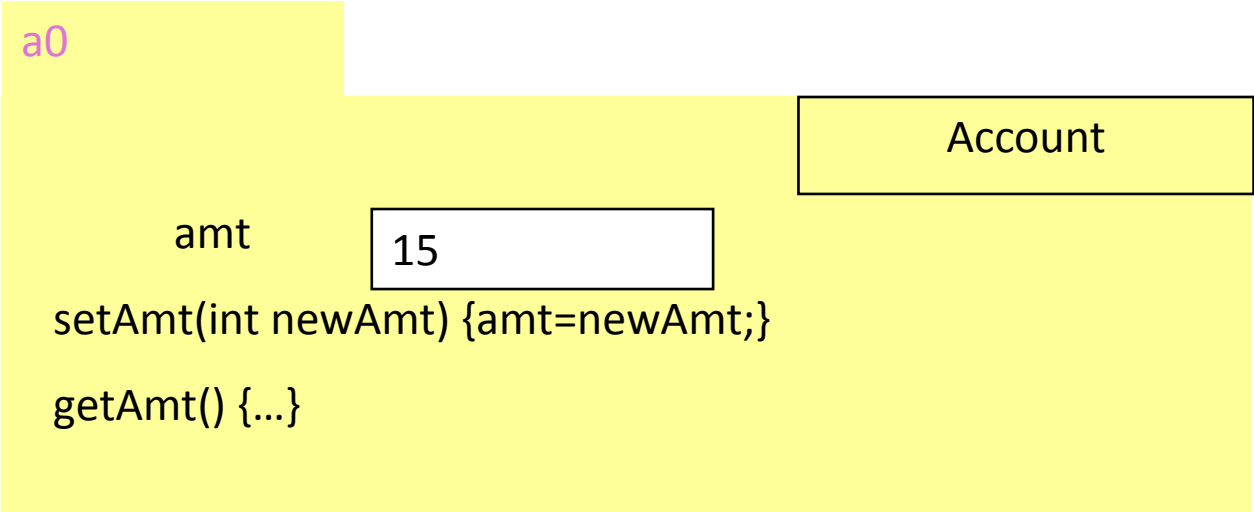 a0
Account
amt
15
setAmt(int newAmt) {amt=newAmt;}
getAmt() {…}